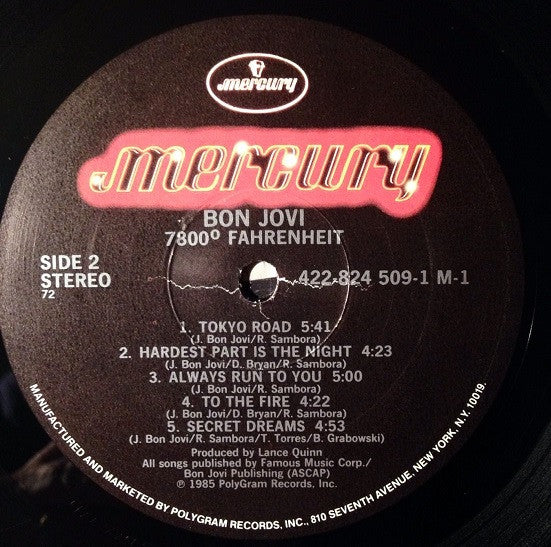 mercury
mercury
BON JOVI
7800° FAHRENHEIT
SIDE 2
STEREO
72
422-824 509-1 M-1
1. TOKYO ROAD 5:41
(J. Bon Jovi/R. Sambora)
2. HARDEST PART IS THE NIGHT 4:23
(J. Bon Jovi/D. Bryan/R. Sambora)
3. ALWAYS RUN TO YOU 5:00
(J. Bon Jovi/R. Sambora)
4. TO THE FIRE 4:22
(J. Bon Jovi/D. Bryan/R. Sambora)
5. SECRET DREAMS 4:53
(J. Bon Jovi/R. Sambora/T. Torres/B. Grabowski)
Produced by Lance Quinn
All songs published by Famous Music Corp./
Bon Jovi Publishing (ASCAP)
℗ 1985 PolyGram Records, Inc.
MANUFACTURED AND MARKETED BY POLYGRAM RECORDS, INC., 810 SEVENTH AVENUE, NEW YORK, N.Y. 10019.